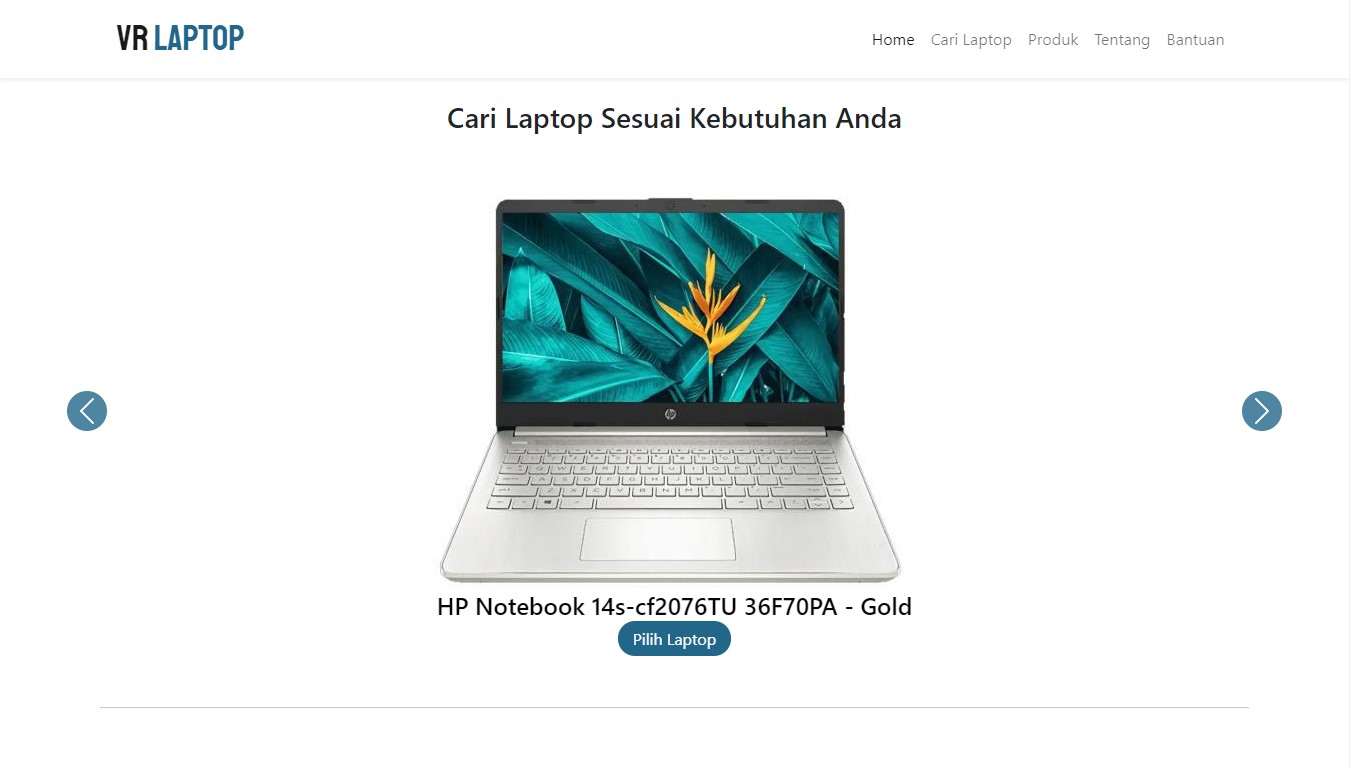 VR LAPTOP
Home Cari Laptop Produk Tentang Bantuan
Cari Laptop Sesuai Kebutuhan Anda
hp
HP Notebook 14s-cf2076TU 36F70PA - Gold
Pilih Laptop